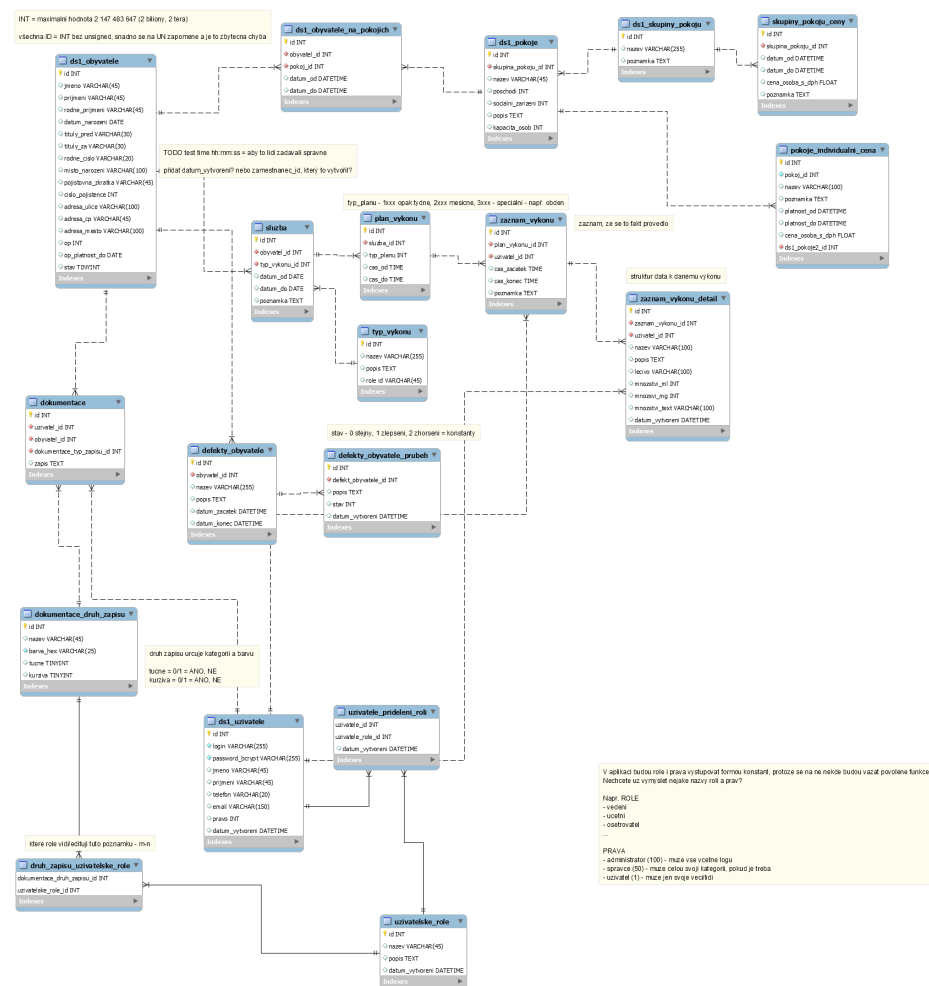 INT = maximalni hodnota 2 147 483 647 (2 biliony, 2 tera)
všechna ID = INT bez unsigned, snadno se na UN zapomene a je to zbytecna chyba
ds1_obyvatele
id INT
jmeno VARCHAR(45)
prijmeni VARCHAR(45)
rodne_prijmeni VARCHAR(45)
datum_narozeni DATE
tituly_pred VARCHAR(30)
tituly_za VARCHAR(30)
rodne_cislo VARCHAR(20)
misto_narozeni VARCHAR(100)
pojistovna_zkratka VARCHAR(45)
cislo_pojistence INT
adresa_ulice VARCHAR(100)
adresa_cp VARCHAR(45)
adresa_mesto VARCHAR(100)
op INT
op_platnost_do DATE
stav TINYINT
Indexes
ds1_obyvatele_na_pokojich
id INT
obyvatel_id INT
pokoj_id INT
datum_od DATETIME
datum_do DATETIME
Indexes
ds1_pokoje
id INT
skupina_pokoju_id INT
nazev VARCHAR(45)
poschodi INT
socialni_zarizeni INT
popis TEXT
kapacita_osob INT
Indexes
ds1_skupiny_pokoju
id INT
nazev VARCHAR(255)
poznamka TEXT
Indexes
skupiny_pokoju_ceny
id INT
skupina_pokoju_id INT
datum_od DATETIME
datum_do DATETIME
cena_osoba_s_dph FLOAT
poznamka TEXT
Indexes
pokoje_individualni_cena
id INT
pokoj_id INT
nazev VARCHAR(100)
poznamka TEXT
platnost_od DATETIME
platnost_do DATETIME
cena_osoba_s_dph FLOAT
ds1_pokoje2_id INT
Indexes
TODO test time hh:mm:ss = aby to lidi zadavali spravne
přidat datum_vytvoreni? nebo zamestnanec_id, který to vytvořil?
typ_planu - 1xxx opak tydne, 2xxx mesicne, 3xxx - speciální - např. obden
sluzba
id INT
obyvatel_id INT
typ_vykonu_id INT
datum_od DATE
datum_do DATE
poznamka TEXT
Indexes
plan_vykonu
id INT
sluzba_id INT
typ_planu INT
cas_od TIME
cas_do TIME
Indexes
zaznam_vykonu
id INT
plan_vykonu_id INT
uzivatel_id INT
cas_zacatek TIME
cas_konec TIME
poznamka TEXT
Indexes
zaznam, ze se to fakt provedlo
struktur data k danému výkonu
zaznam_vykonu_detail
id INT
zaznam_vykonu_id INT
uzivatel_id INT
nazev VARCHAR(100)
popis TEXT
lecivo VARCHAR(100)
mnozstvi_ml INT
mnozsvi_mg INT
mnozstvi_text VARCHAR(100)
datum_vytvoreni DATETIME
Indexes
typ_vykonu
id INT
nazev VARCHAR(255)
popis TEXT
role id VARCHAR(45)
Indexes
dokumentace
id INT
uzivatel_id INT
obyvatel_id INT
dokumentace_typ_zapisu_id INT
zapis TEXT
Indexes
stav - 0 stejny, 1 zlepseni, 2 zhorseni = konstanty
defekty_obyvatele
id INT
obyvatel_id INT
nazev VARCHAR(255)
popis TEXT
datum_zacatek DATETIME
datum_konec DATETIME
Indexes
defekty_obyvatele_prubeh
id INT
defekt_obyvatele_id INT
popis TEXT
stav INT
datum_vytvoreni DATETIME
Indexes
dokumentace_druh_zapisu
id INT
nazev VARCHAR(45)
barva_hex VARCHAR(25)
tucne TINYINT
kurziva TINYINT
Indexes
druh zapisu urcuje kategorii a barvu
tucne = 0/1 = ANO, NE
kurziva = 0/1 = ANO, NE
ds1_uzivatele
id INT
login VARCHAR(255)
password_bcrypt VARCHAR(255)
jmeno VARCHAR(45)
prijmeni VARCHAR(45)
telefon VARCHAR(20)
email VARCHAR(150)
pravo INT
datum_vytvoreni DATETIME
Indexes
uzivatele_prideleni_roli
uzivatele_id INT
uzivatele_role_id INT
datum_vytvoreni DATETIME
Indexes
V aplikaci budou role i prava vystupovat formou konstant, protoze se na ne nekde budou vazat povolene funkce
Nechcete uz vymyslet nejake nazvy roli a prav?
Napr. ROLE
- vedeni
- ucetni
- osetrovatel
...
PRAVA
- administrator (100) - muze vse vcetne logu
- spravce (50) - muze celou svoji kategorii, pokud je treba
- uzivatel (1) - muze jen svoje veci/lidi
ktere role vidi/editují tuto poznamku - m-n
druh_zapisu_uzivatelske_role
dokumentace_druh_zapisu_id INT
uzivatelske_role_id INT
Indexes
uzivatelske_role
id INT
nazev VARCHAR(45)
popis TEXT
datum_vytvoreni DATETIME
Indexes